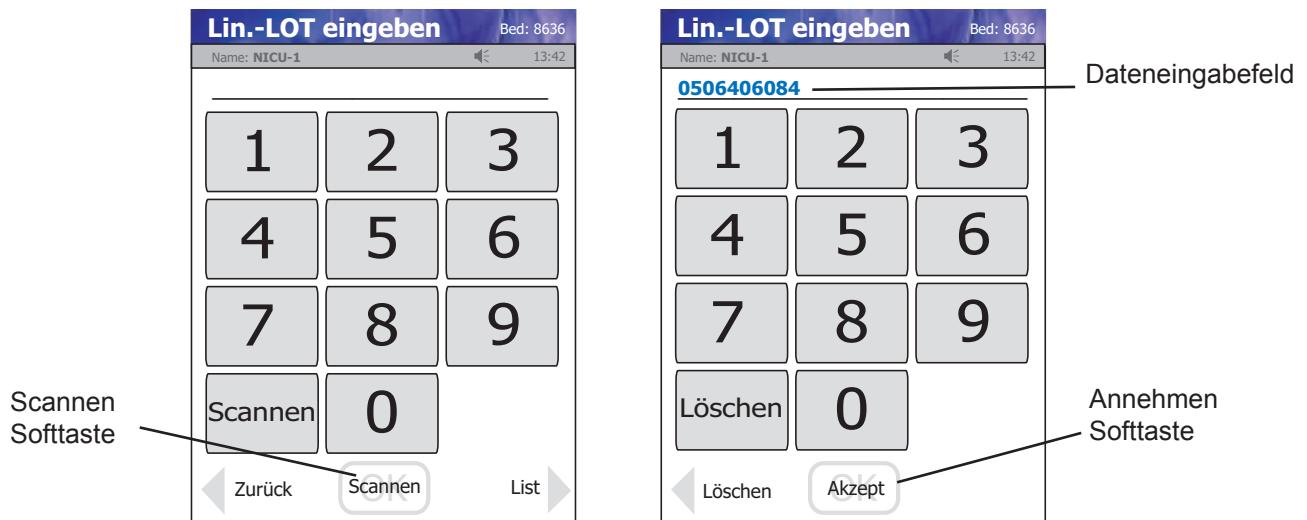 Lin.-LOT eingeben Bed: 8636
Name: NICU-1 13:42
1 2 3
4 5 6
7 8 9
Scannen 0
Zurück OK Scannen List
Scannen
Softtaste
Lin.-LOT eingeben Bed: 8636
Name: NICU-1 13:42
0506406084
1 2 3
4 5 6
7 8 9
Löschen 0
Löschen OK Akzept
Dateneingabefeld
Annehmen
Softtaste